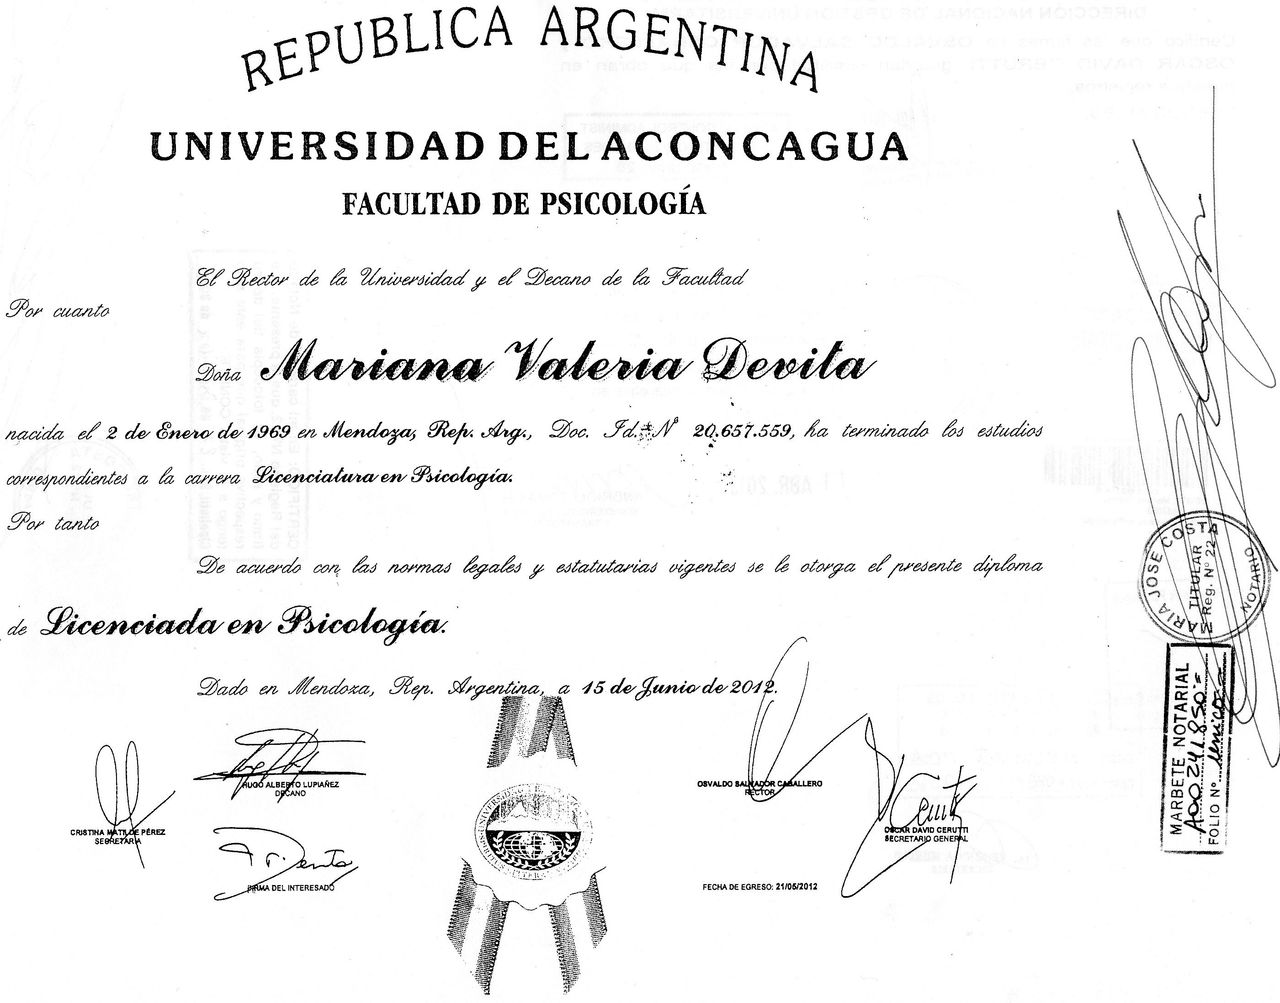 REPUBLICA ARGENTINA
UNIVERSIDAD DEL ACONCAGUA
FACULTAD DE PSICOLOGÍA
El Rector de la Universidad y el Decano de la Facultad
Por cuanto
Doña Mariana Valeria Devita
nacida el 2 de Enero de 1969 en Mendoza, Rep. Arg., Doc. Id. Nº 20.657.559, ha terminado los estudios
correspondientes a la carrera Licenciatura en Psicología.
Por tanto
De acuerdo con las normas legales y estatutarias vigentes se le otorga el presente diploma
de Licenciada en Psicología.
Dado en Mendoza, Rep. Argentina, a 15 de Junio de 2012.
CRISTINA MATILDE PÉREZ
SECRETARIA
HUGO ALBERTO LUPIAÑEZ
DECANO
FIRMA DEL INTERESADO
OSVALDO SALVADOR CABALLERO
RECTOR
OSCAR DAVID CERUTTI
SECRETARIO GENERAL
FECHA DE EGRESO: 21/05/2012
MARIA JOSE COSTA
TITULAR
Reg. Nº 22
NOTARIO
MARBETE NOTARIAL
A00241850=
FOLIO Nº